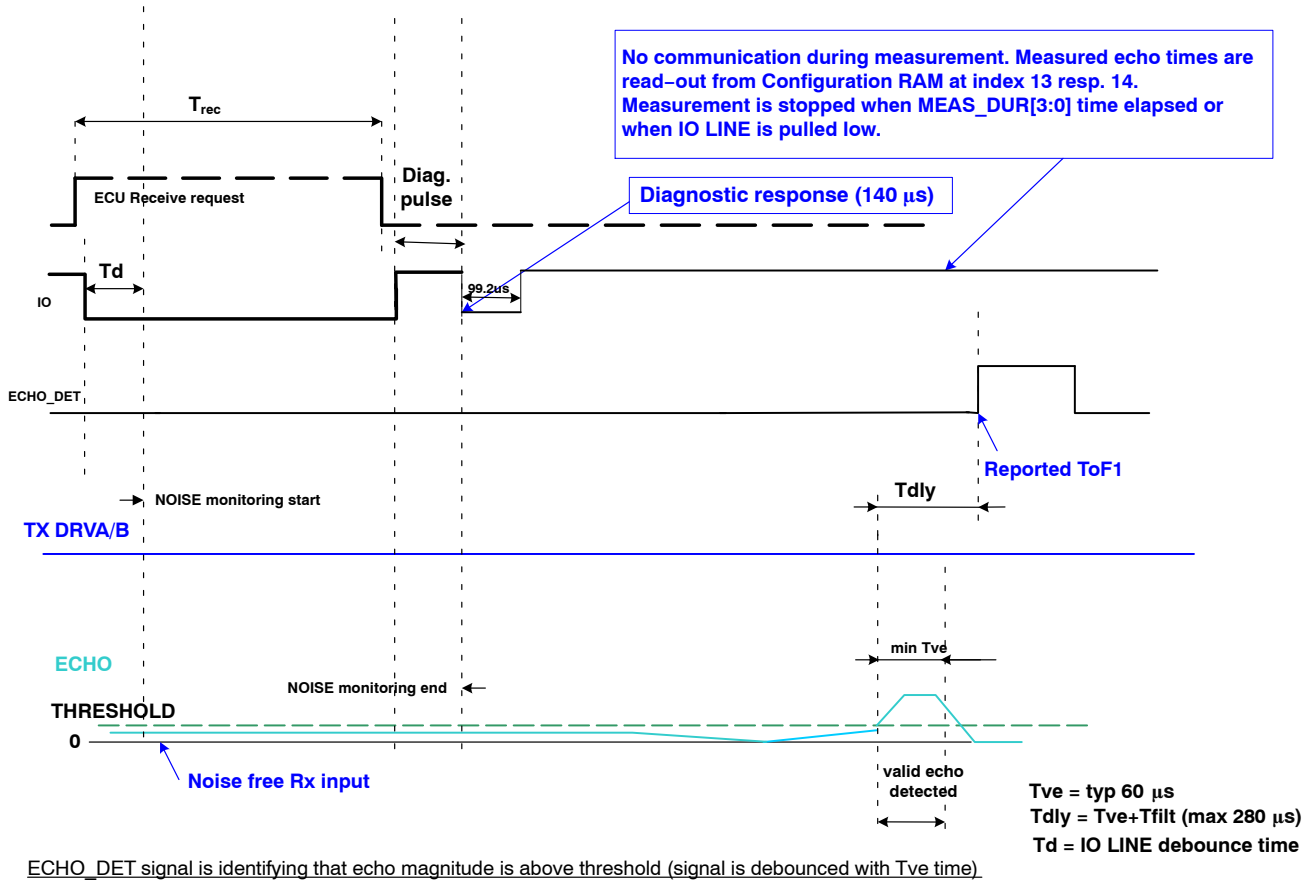 No communication during measurement. Measured echo times are
read−out from Configuration RAM at index 13 resp. 14.
Measurement is stopped when MEAS_DUR[3:0] time elapsed or
when IO LINE is pulled low.
Trec
ECU Receive request
Diag.
pulse
Diagnostic response (140 μs)
Td
IO
99.2us
ECHO_DET
Reported ToF1
NOISE monitoring start
Tdly
TX DRVA/B
min Tve
ECHO
NOISE monitoring end
THRESHOLD
0
Noise free Rx input
valid echo
detected
Tve = typ 60 μs
Tdly = Tve+Tfilt (max 280 μs)
Td = IO LINE debounce time
ECHO_DET signal is identifying that echo magnitude is above threshold (signal is debounced with Tve time)